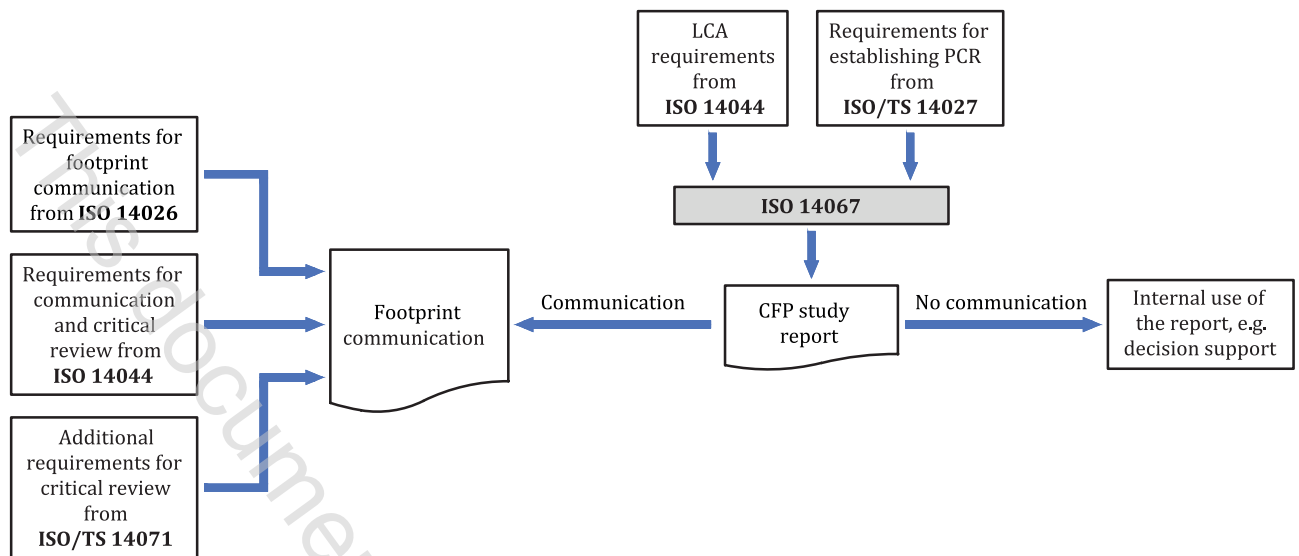 LCA
requirements
from
ISO 14044
Requirements for
establishing PCR
from
ISO/TS 14027
Requirements for
footprint
communication
from ISO 14026
ISO 14067
Requirements for
communication
and critical
review from
ISO 14044
Footprint
communication
Communication
CFP study
report
No communication
Internal use of
the report, e.g.
decision support
Additional
requirements for
critical review
from
ISO/TS 14071
This documen